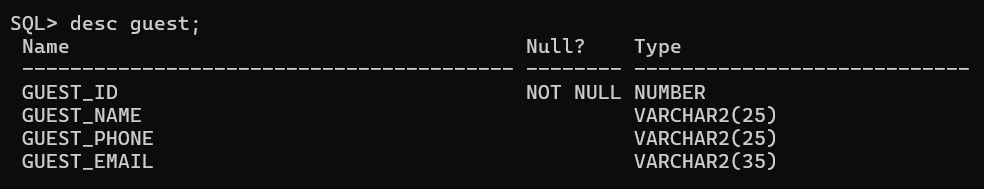 SQL> desc guest;
Name Null? Type
----------------------------------------- -------- ----------------------------
GUEST_ID NOT NULL NUMBER
GUEST_NAME VARCHAR2(25)
GUEST_PHONE VARCHAR2(25)
GUEST_EMAIL VARCHAR2(35)